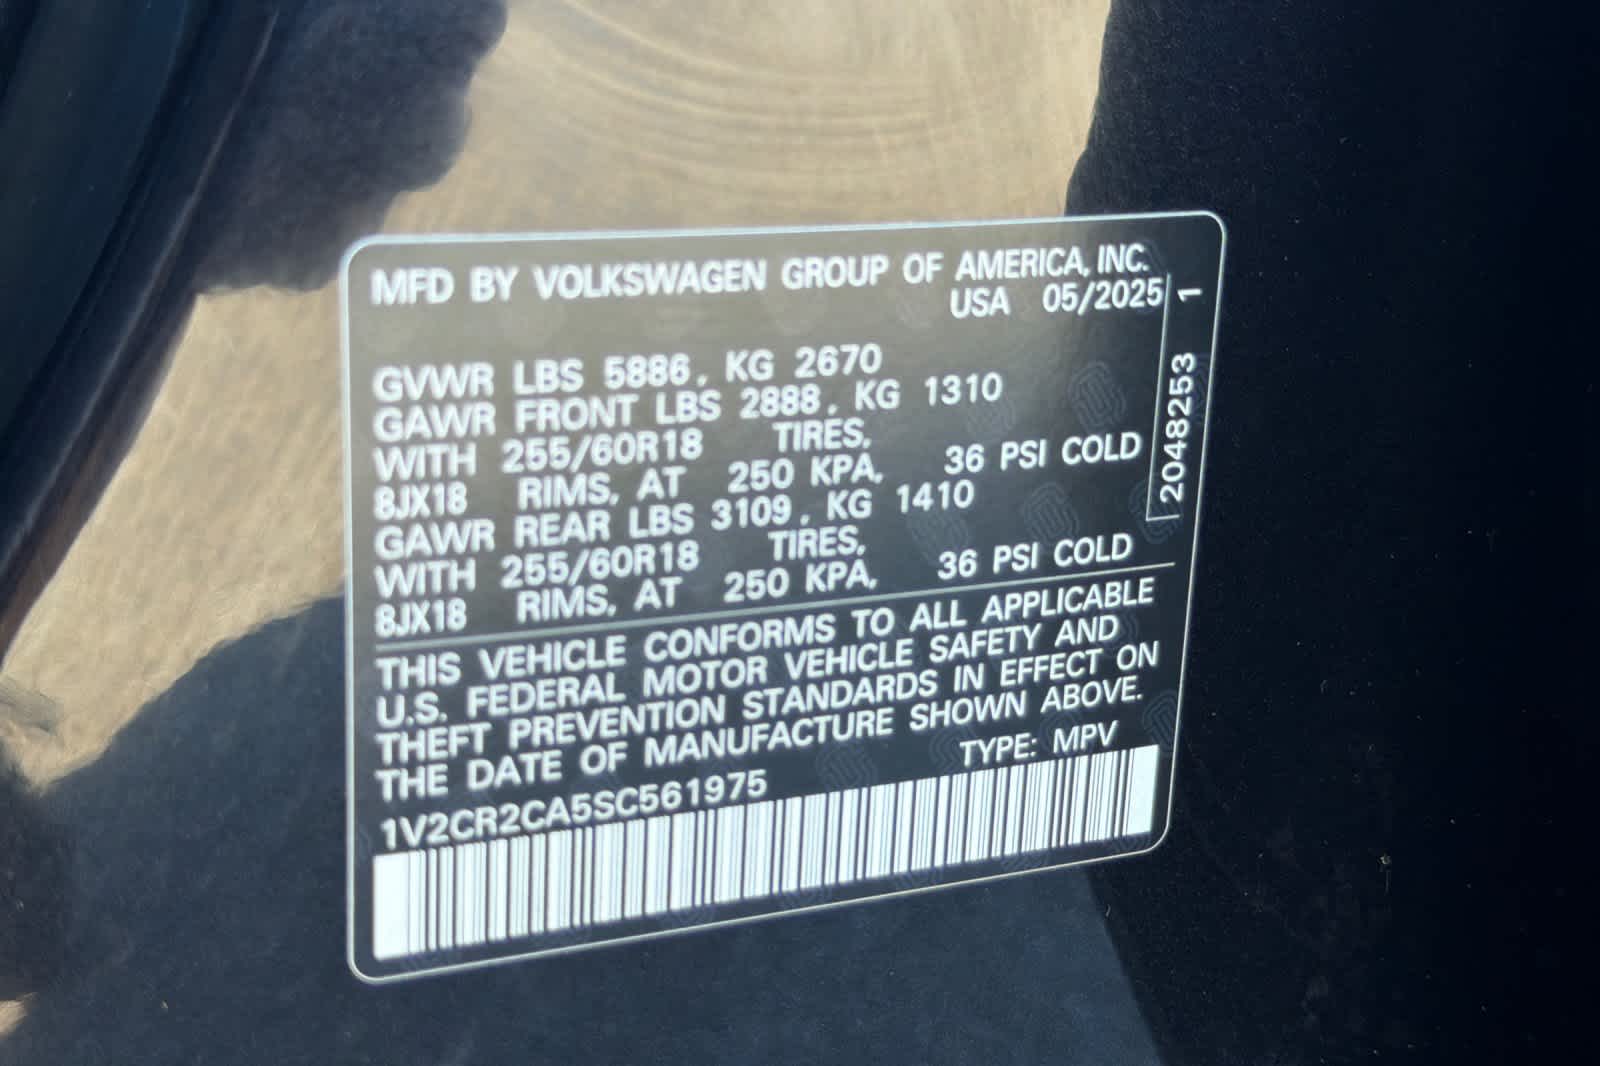 MFD BY VOLKSWAGEN GROUP OF AMERICA, INC.
USA 05/2025
GVWR LBS 5886, KG 2670
GAWR FRONT LBS 2888, KG 1310
WITH 255/60R18 TIRES,
8JX18 RIMS, AT 250 KPA, 36 PSI COLD
GAWR REAR LBS 3109, KG 1410
WITH 255/60R18 TIRES,
8JX18 RIMS, AT 250 KPA, 36 PSI COLD
2048253 1
THIS VEHICLE CONFORMS TO ALL APPLICABLE
U.S. FEDERAL MOTOR VEHICLE SAFETY AND
THEFT PREVENTION STANDARDS IN EFFECT ON
THE DATE OF MANUFACTURE SHOWN ABOVE.
1V2CR2CA5SC561975 TYPE: MPV